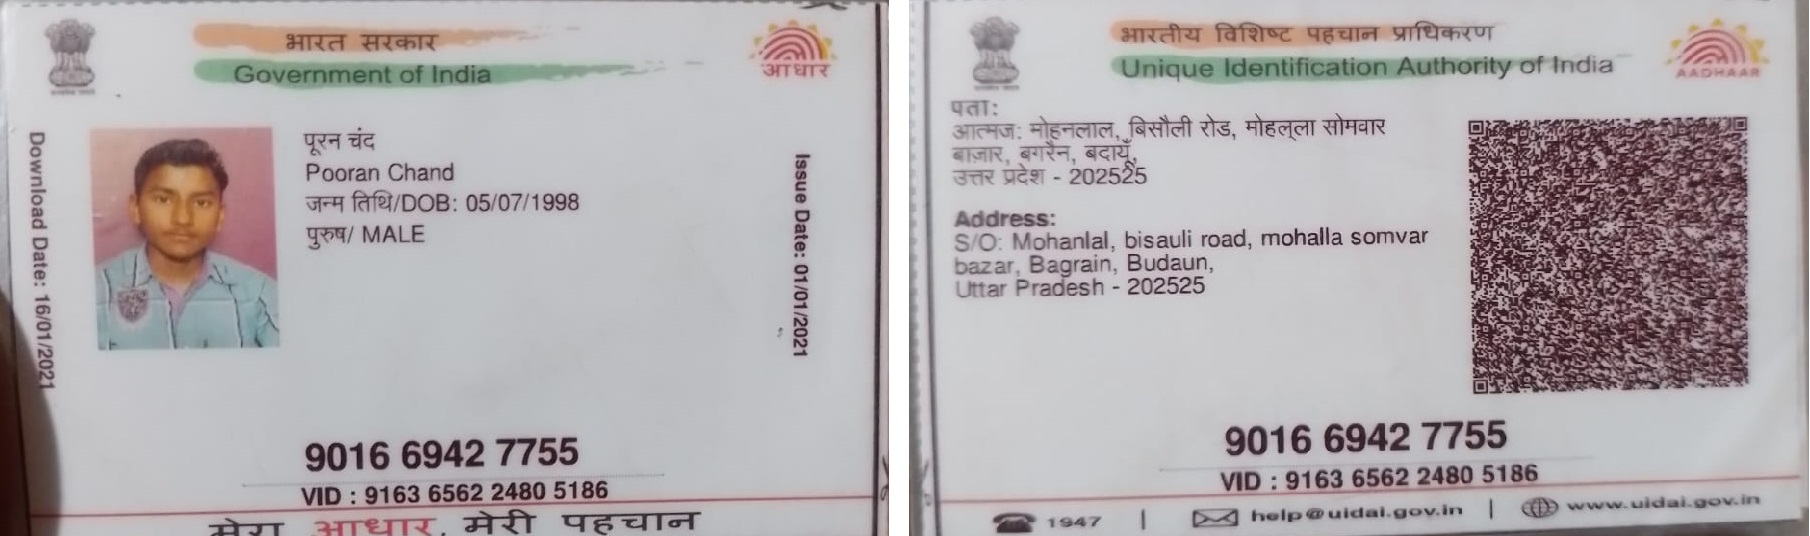 भारत सरकार
Government of India
आधार
Download Date: 16/01/2021
पूरन चंद
Pooran Chand
जन्म तिथि/DOB: 05/07/1998
पुरुष/ MALE
Issue Date: 01/01/2021
9016 6942 7755
VID : 9163 6562 2480 5186
मेरा आधार, मेरी पहचान
भारतीय विशिष्ट पहचान प्राधिकरण
Unique Identification Authority of India
AADHAAR
पता:
आत्मज: मोहनलाल, बिसौली रोड, मोहल्ला सोमवार
बाज़ार, बगरैन, बदायूँ,
उत्तर प्रदेश - 202525
Address:
S/O: Mohanlal, bisauli road, mohalla somvar
bazar, Bagrain, Budaun,
Uttar Pradesh - 202525
9016 6942 7755
VID : 9163 6562 2480 5186
1947 | help@uidai.gov.in | www.uidai.gov.in